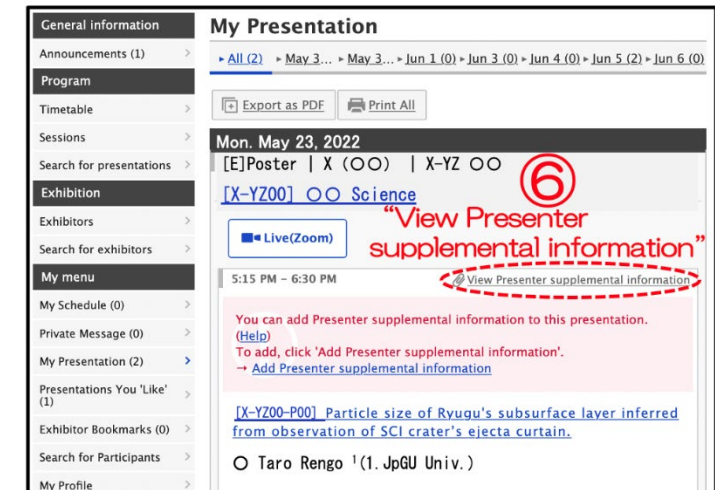 General information
Announcements (1)
Program
Timetable
Sessions
Search for presentations
Exhibition
Exhibitors
Search for exhibitors
My menu
My Schedule (0)
Private Message (0)
My Presentation (2)
Presentations You 'Like'
(1)
Exhibitor Bookmarks (0)
Search for Participants
My Profile
My Presentation
All (2) May 3... May 3... Jun 1 (0) Jun 3 (0) Jun 4 (0) Jun 5 (2) Jun 6 (0)
Export as PDF Print All
Mon. May 23, 2022
[E]Poster | X (○○) | X-YZ ○○
[X-YZ00] ○○ Science
⑥
“View Presenter
supplemental information”
Live(Zoom)
5:15 PM – 6:30 PM View Presenter supplemental information
You can add Presenter supplemental information to this presentation.
(Help)
To add, click 'Add Presenter supplemental information'.
→ Add Presenter supplemental information
[X-YZ00-P00] Particle size of Ryugu's subsurface layer inferred
from observation of SCI crater's ejecta curtain.
○ Taro Rengo ¹(1. JpGU Univ.)